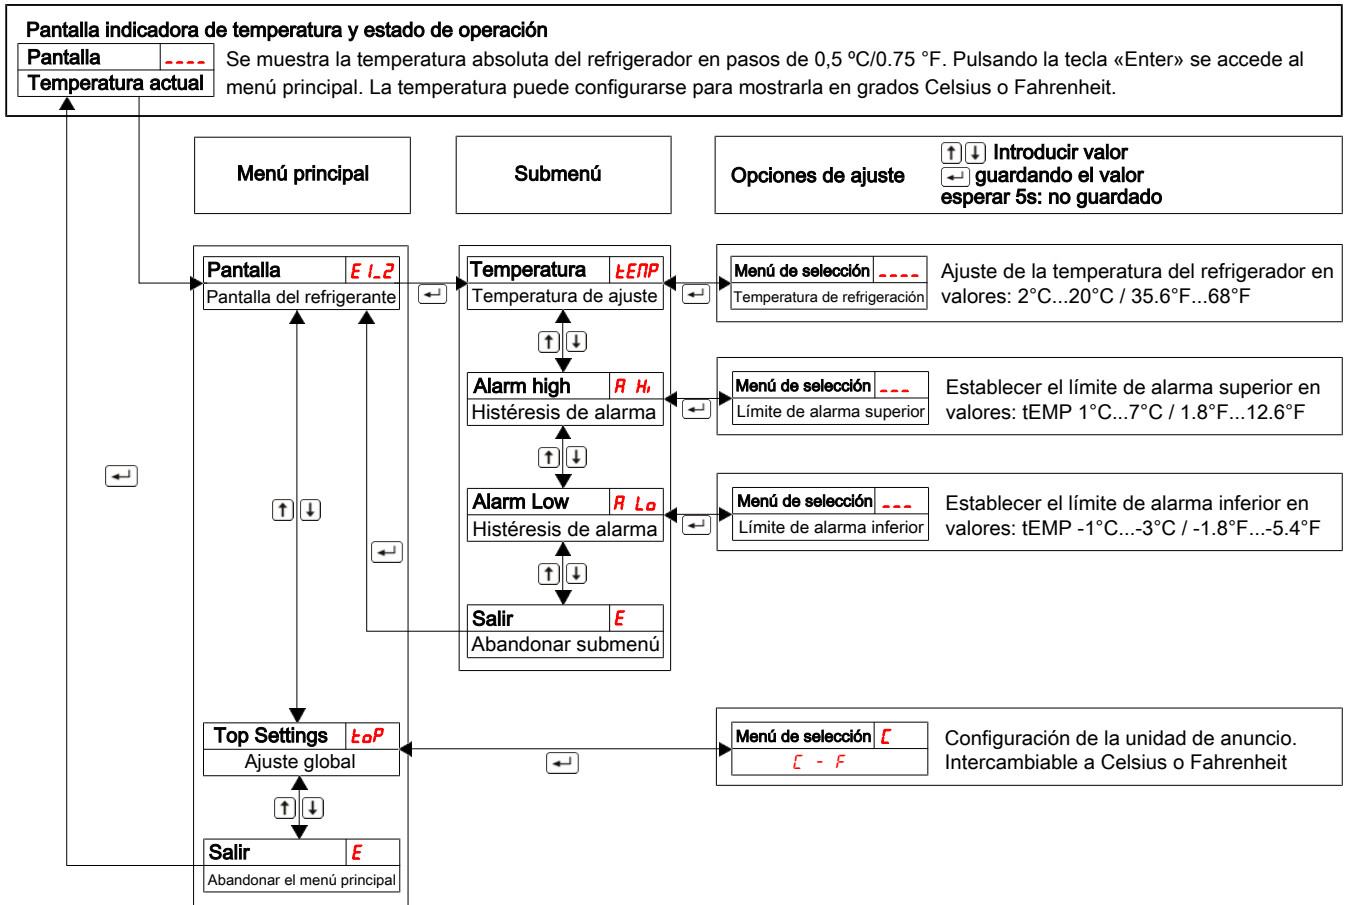 Pantalla indicadora de temperatura y estado de operación
Pantalla ----
Temperatura actual
Se muestra la temperatura absoluta del refrigerador en pasos de 0,5 ºC/0.75 °F. Pulsando la tecla «Enter» se accede al
menú principal. La temperatura puede configurarse para mostrarla en grados Celsius o Fahrenheit.
Menú principal
Submenú
Opciones de ajuste
↑ ↓ Introducir valor
↵ guardando el valor
esperar 5s: no guardado
Pantalla E1_2
Pantalla del refrigerante
↵
Temperatura tEMP
Temperatura de ajuste
↵
Menú de selección ----
Temperatura de refrigeración
Ajuste de la temperatura del refrigerador en
valores: 2°C...20°C / 35.6°F...68°F
↑ ↓
Alarm high A Hi
Histéresis de alarma
↵
Menú de selección ---
Límite de alarma superior
Establecer el límite de alarma superior en
valores: tEMP 1°C...7°C / 1.8°F...12.6°F
↑ ↓
↵
↑ ↓
Alarm Low A Lo
Histéresis de alarma
↵
Menú de selección ---
Límite de alarma inferior
Establecer el límite de alarma inferior en
valores: tEMP -1°C...-3°C / -1.8°F...-5.4°F
↵
↑ ↓
Salir E
Abandonar submenú
Top Settings toP
Ajuste global
↵
Menú de selección C
C - F
Configuración de la unidad de anuncio.
Intercambiable a Celsius o Fahrenheit
↑ ↓
Salir E
Abandonar el menú principal